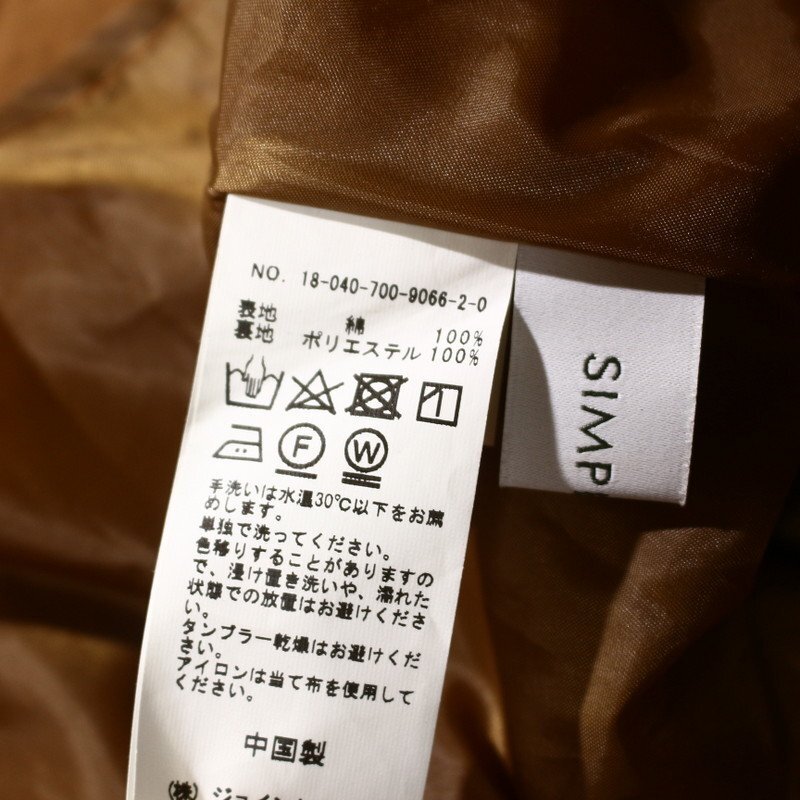 NO. 18-040-700-9066-2-0
表地 綿 100%
裏地 ポリエステル 100%
F W
手洗いは水温30℃以下をお薦
めします。
単独で洗ってください。
色移りすることがありますの
で、浸け置き洗いや、濡れた
状態での放置はお避けくださ
い。
タンブラー乾燥はお避けくだ
さい。
アイロンは当て布を使用して
ください。
中国製
(株) ジョイン
SIMP